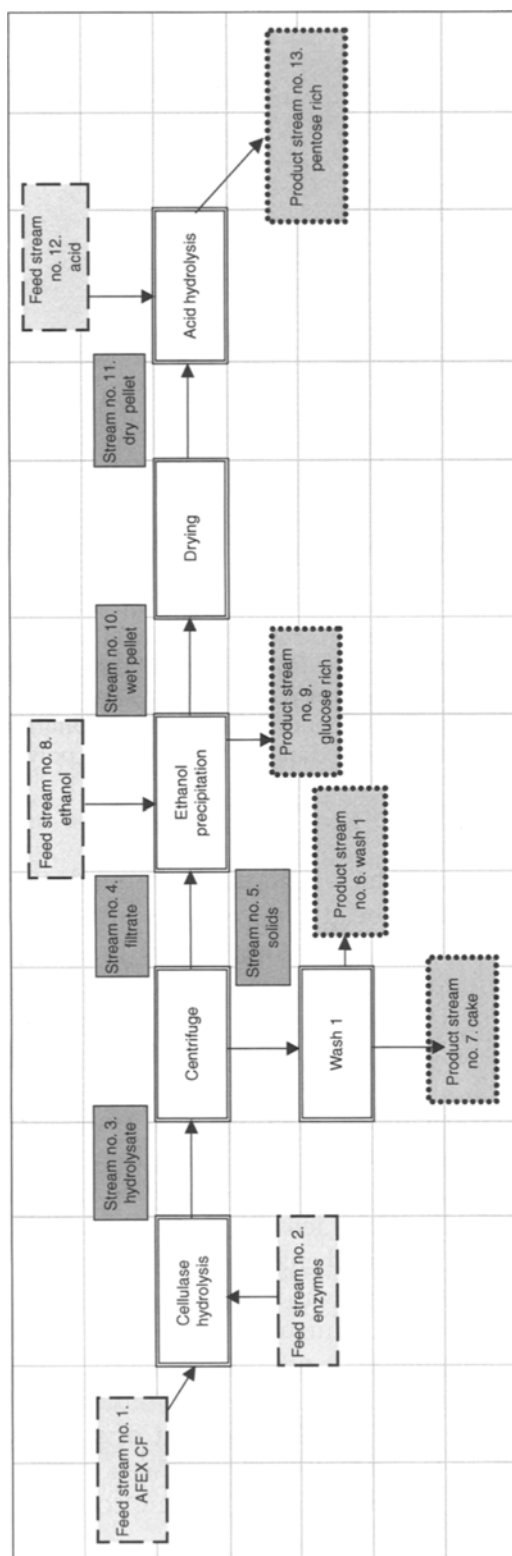 Feed stream no. 1.
AFEX CF
Cellulase
hydrolysis
Feed stream no. 2.
enzymes
Stream no. 3.
hydrolysate
Centrifuge
Stream no. 4.
filtrate
Stream no. 5.
solids
Wash 1
Product stream
no. 6. wash 1
Product stream
no. 7. cake
Feed stream no. 8.
ethanol
Ethanol
precipitation
Product stream
no. 9.
glucose rich
Stream no. 10.
wet pellet
Drying
Stream no. 11.
dry pellet
Feed stream
no. 12.
acid
Acid hydrolysis
Product stream no. 13.
pentose rich